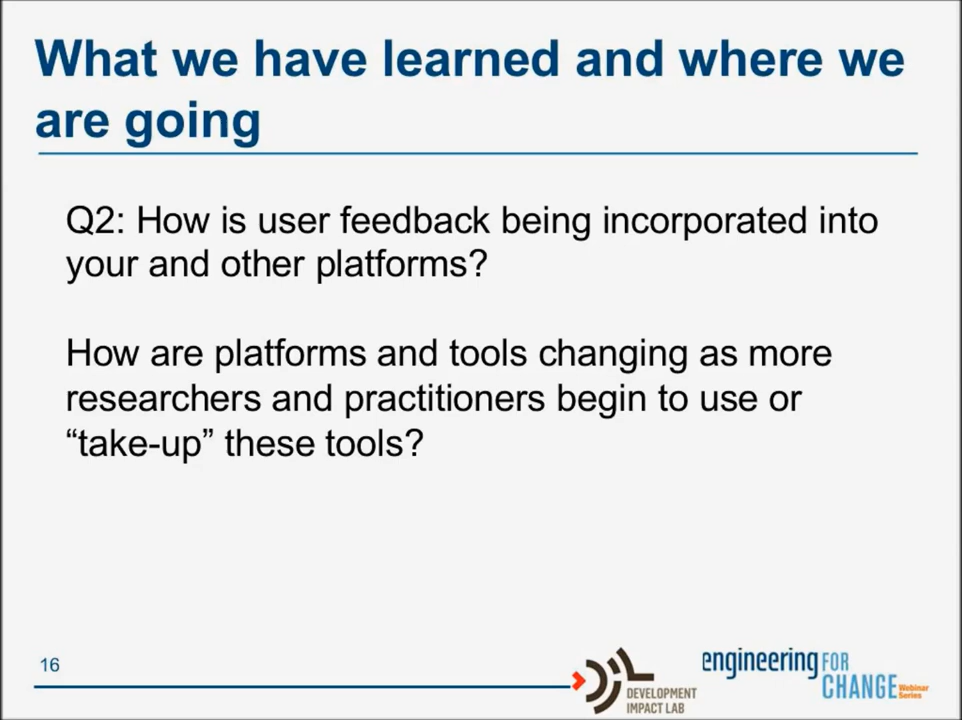 What we have learned and where we
are going
Q2: How is user feedback being incorporated into
your and other platforms?
How are platforms and tools changing as more
researchers and practitioners begin to use or
“take-up” these tools?
16
DIL
DEVELOPMENT
IMPACT LAB
engineering FOR
CHANGE Webinar
Series